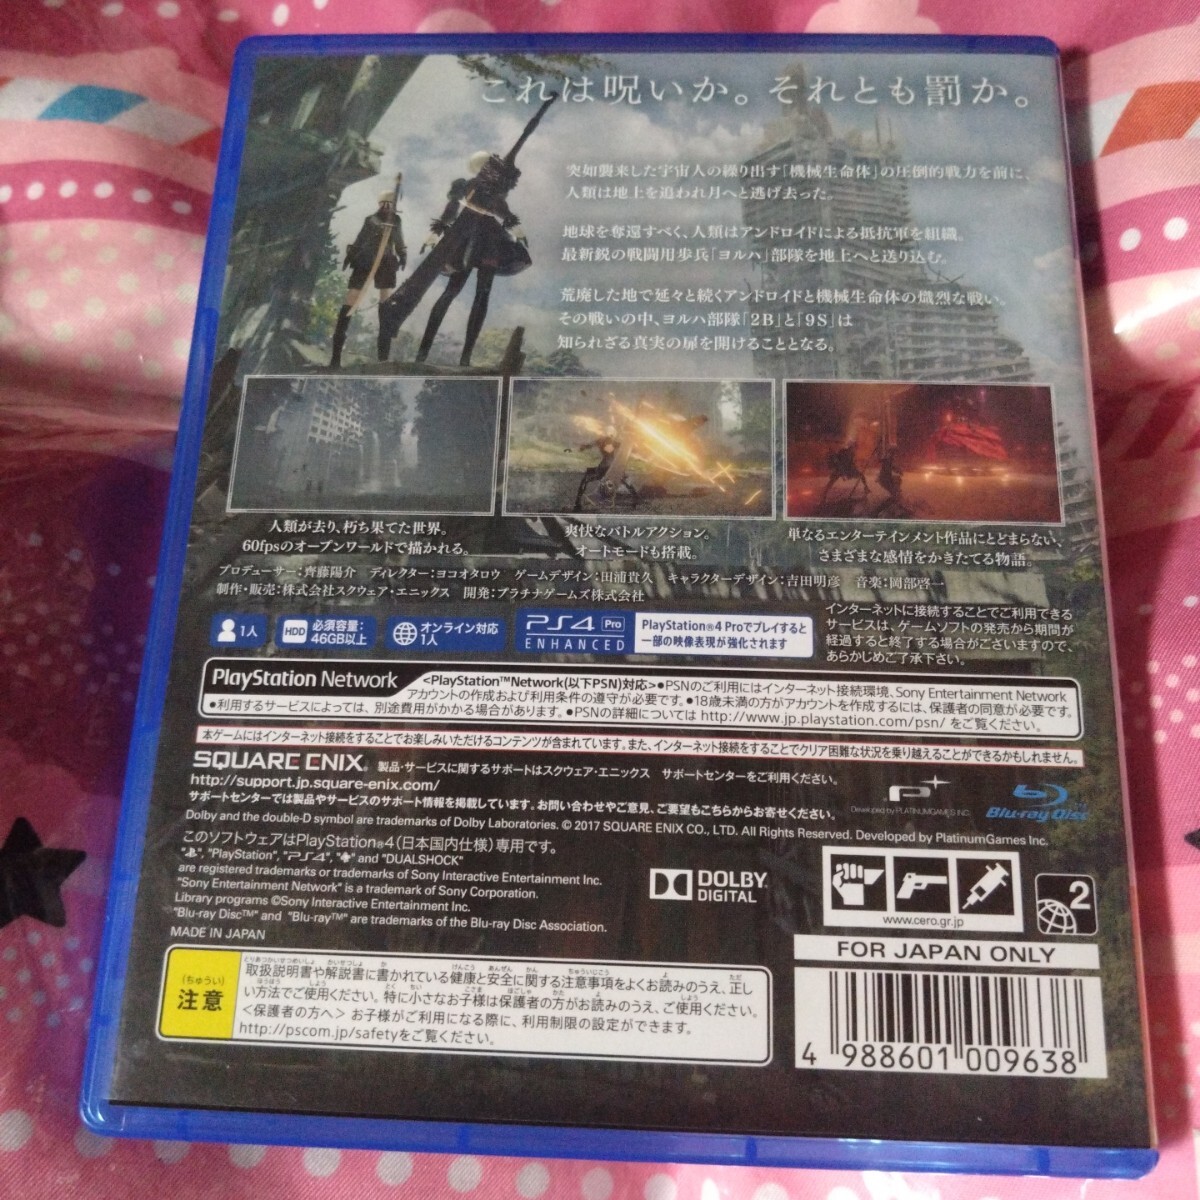 これは呪いか。それとも罰か。
突如襲来した宇宙人の繰り出す「機械生命体」の圧倒的戦力を前に、
人類は地上を追われ月へと逃げ去った。
地球を奪還すべく、人類はアンドロイドによる抵抗軍を組織。
最新鋭の戦闘用歩兵「ヨルハ」部隊を地上へと送り込む。
荒廃した地で延々と続くアンドロイドと機械生命体の熾烈な戦い。
その戦いの中、ヨルハ部隊「2B」と「9S」は
知られざる真実の扉を開けることとなる。
人類が去り、朽ち果てた世界。
60fpsのオープンワールドで描かれる。
爽快なバトルアクション。
オートモードも搭載。
単なるエンターテインメント作品にとどまらない、
さまざまな感情をかきたてる物語。
プロデューサー:齊藤陽介 ディレクター:ヨコオタロウ ゲームデザイン:田浦貴久 キャラクターデザイン:吉田明彦 音楽:岡部啓一
制作・販売:株式会社スクウェア・エニックス 開発:プラチナゲームズ株式会社
1人
HDD 必須容量:
46GB以上
オンライン対応
1人
PS4 Pro
ENHANCED
PlayStation®4 Proでプレイすると
一部の映像表現が強化されます
インターネットに接続することでご利用できる
サービスは、ゲームソフトの発売から期間が
経過すると終了する場合がございますので、
あらかじめご了承下さい。
PlayStation Network
<PlayStation™Network(以下PSN)対応>●PSNのご利用にはインターネット接続環境、Sony Entertainment Network
アカウントの作成および利用条件の遵守が必要です。●18歳未満の方がアカウントを作成するには、保護者の同意が必要です。
●利用するサービスによっては、別途費用がかかる場合があります。●PSNの詳細については http://www.jp.playstation.com/psn/ をご覧ください。
本ゲームにはインターネット接続をすることでお楽しみいただけるコンテンツが含まれています。また、インターネット接続をすることでクリア困難な状況を乗り越えることができるかもしれません。
SQUARE ENIX. 製品・サービスに関するサポートはスクウェア・エニックス サポートセンターをご利用ください。
http://support.jp.square-enix.com/
サポートセンターでは製品やサービスのサポート情報を掲載しています。お問い合わせやご意見、ご要望もこちらからお寄せください。
Developed by PLATINUMGAMES INC.
Blu-ray Disc
Dolby and the double-D symbol are trademarks of Dolby Laboratories. © 2017 SQUARE ENIX CO., LTD. All Rights Reserved. Developed by PlatinumGames Inc.
このソフトウェアはPlayStation®4(日本国内仕様)専用です。
"PlayStation", "PS4", " " and "DUALSHOCK"
are registered trademarks or trademarks of Sony Interactive Entertainment Inc.
"Sony Entertainment Network" is a trademark of Sony Corporation.
Library programs ©Sony Interactive Entertainment Inc.
"Blu-ray Disc™" and "Blu-ray™" are trademarks of the Blu-ray Disc Association.
MADE IN JAPAN
DOLBY
DIGITAL
www.cero.gr.jp
2
FOR JAPAN ONLY
4 988601 009638
(ちゅうい)
注意
取扱説明書や解説書に書かれている健康と安全に関する注意事項をよくお読みのうえ、正し
い方法でご使用ください。特に小さなお子様は保護者の方がお読みのうえ、ご使用ください。
<保護者の方へ> お子様がご利用になる際に、利用制限の設定ができます。
http://pscom.jp/safetyをご覧ください。